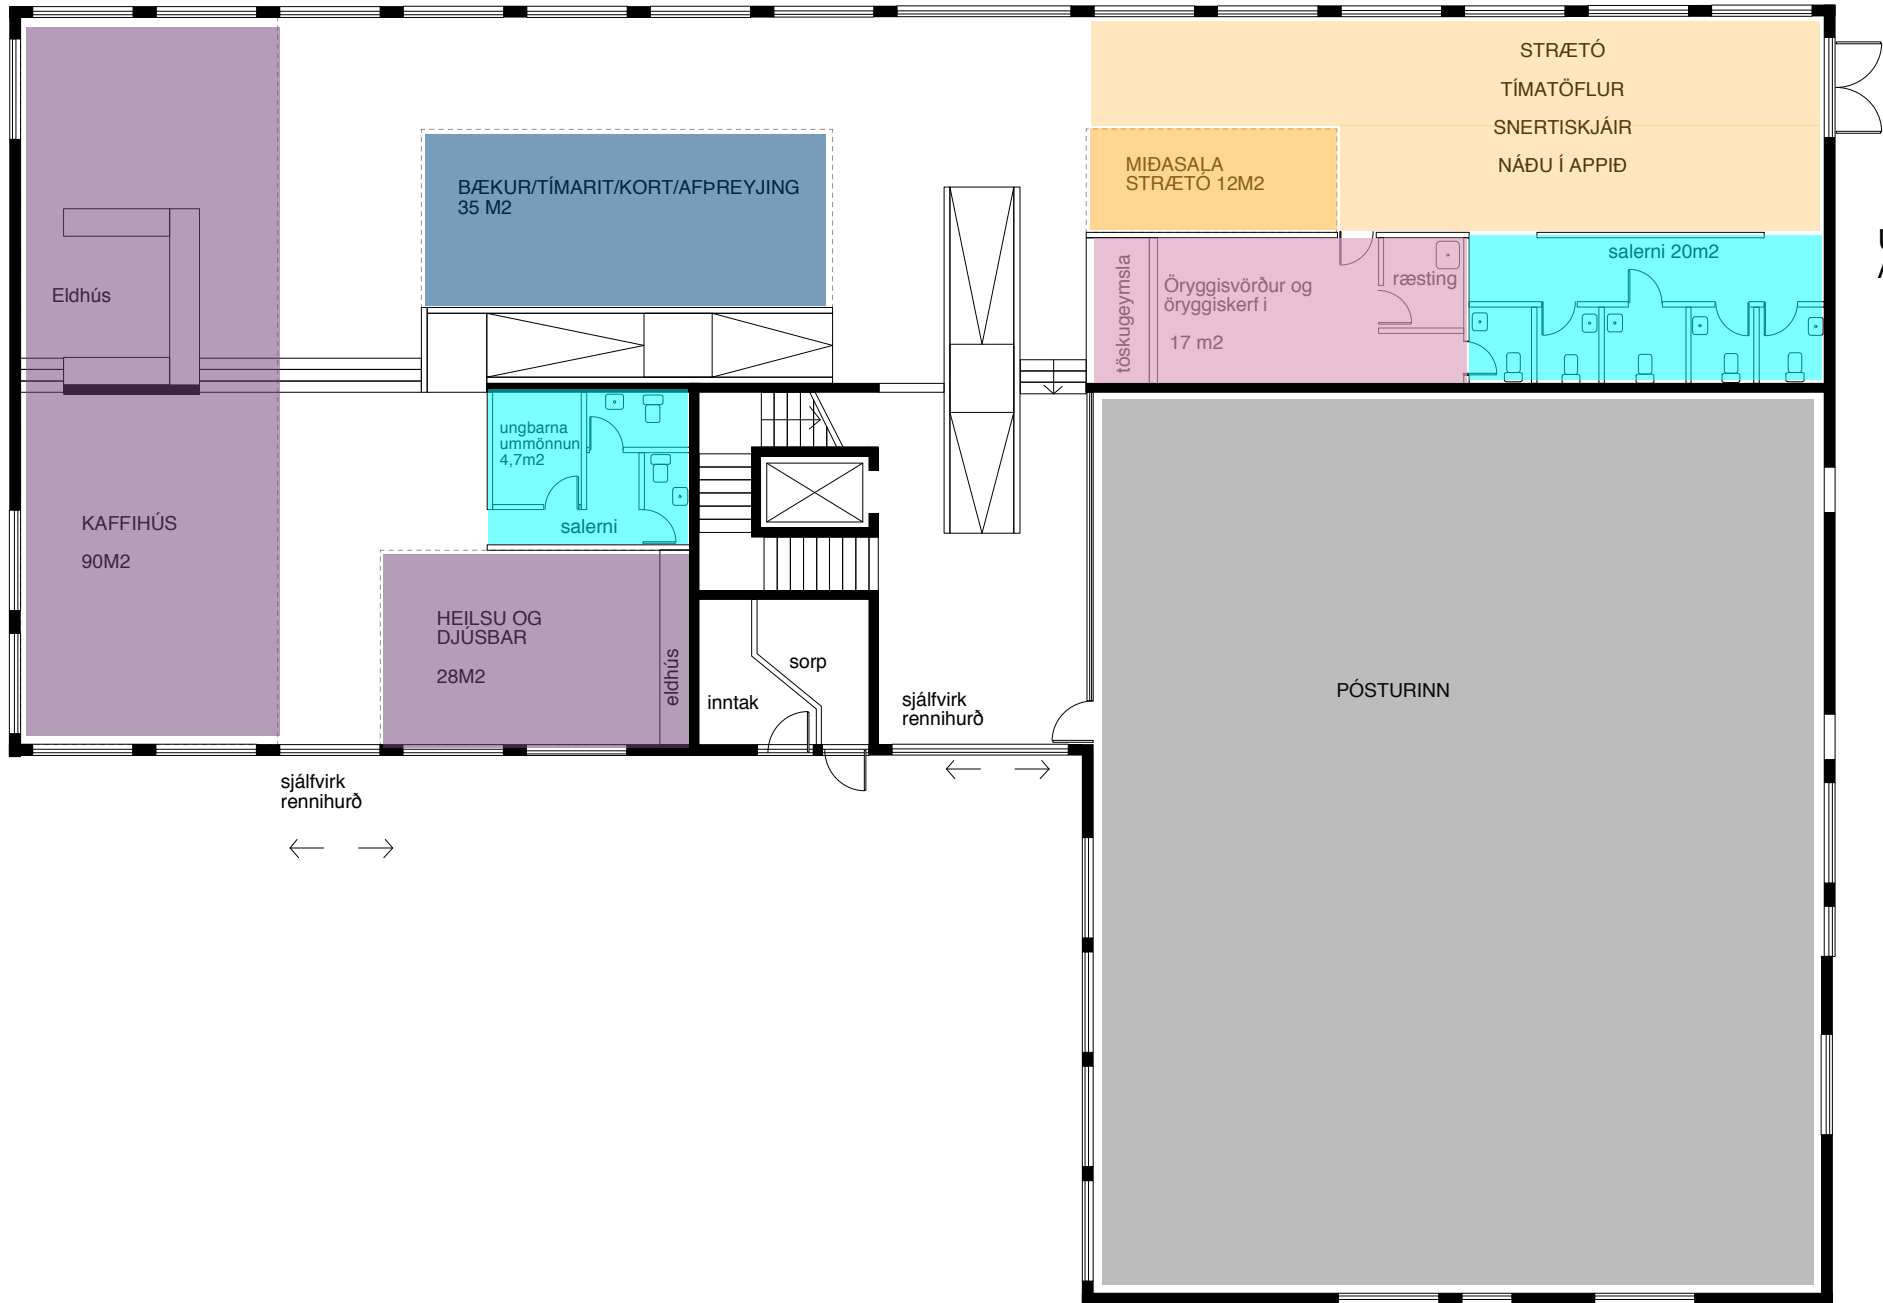 STRÆTÓ
TÍMATÖFLUR
SNERTISKJÁIR
NÁÐU Í APPIÐ
MIÐASALA
STRÆTÓ 12M2
BÆKUR/TÍMARIT/KORT/AFÞREYJING
35 M2
salerni 20m2
töskugeymsla
Öryggisvörður og
öryggiskerf i
17 m2
ræsting
Eldhús
ungbarna
ummönnun
4,7m2
salerni
KAFFIHÚS
90M2
HEILSU OG
DJÚSBAR
28M2
eldhús
inntak
sorp
sjálfvirk
rennihurð
PÓSTURINN
sjálfvirk
rennihurð